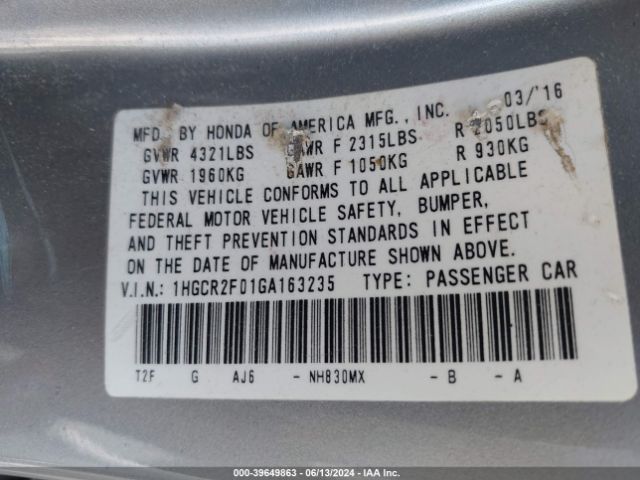 MFD. BY HONDA OF AMERICA MFG., INC. 03/'16
GVWR 4321LBS GAWR F 2315LBS R 2050LBS
GVWR 1960KG GAWR F 1050KG R 930KG
THIS VEHICLE CONFORMS TO ALL APPLICABLE
FEDERAL MOTOR VEHICLE SAFETY, BUMPER,
AND THEFT PREVENTION STANDARDS IN EFFECT
ON THE DATE OF MANUFACTURE SHOWN ABOVE.
V.I.N.: 1HGCR2F01GA163235 TYPE: PASSENGER CAR
T2F G AJ6 - NH830MX - B - A
000-39649863 - 06/13/2024 - IAAI.COM